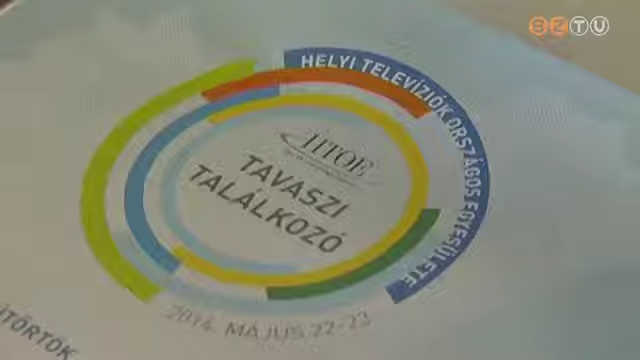 SZTV
HELYI TELEVÍZIÓK ORSZÁGOS EGYESÜLETE
HTOE
TAVASZI
TALÁLKOZÓ
2014. MÁJUS 22-23